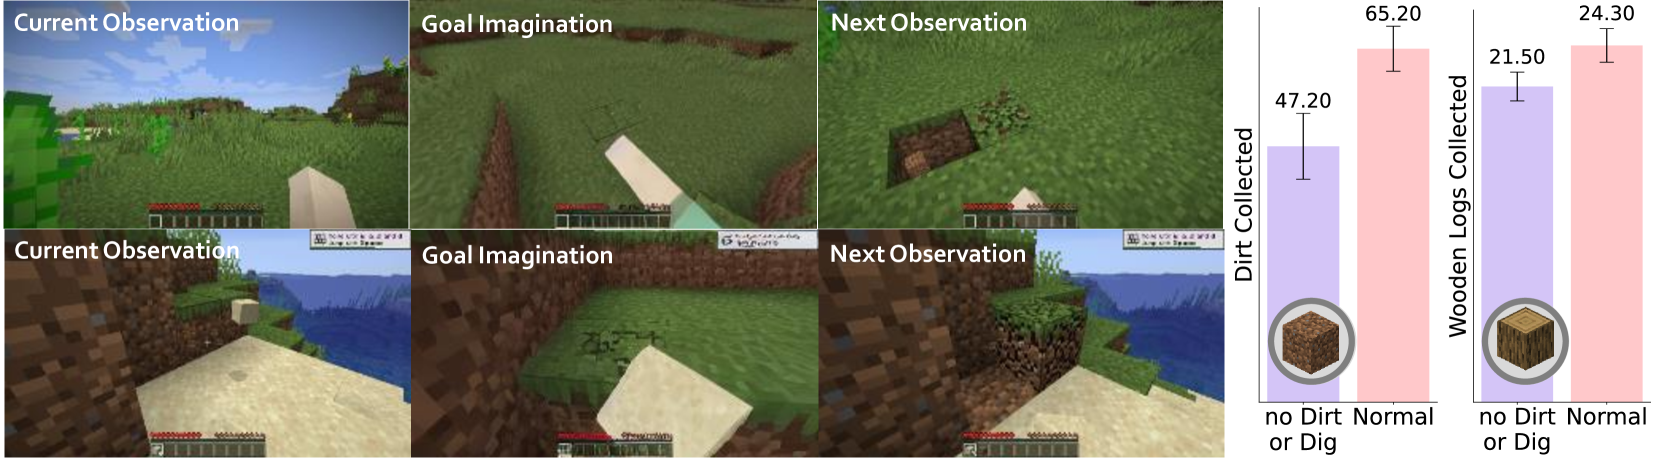 Current Observation
Goal Imagination
Next Observation
Current Observation
Goal Imagination
Next Observation
Dirt Collected
47.20
65.20
no Dirt
or Dig
Normal
Wooden Logs Collected
21.50
24.30
no Dirt
or Dig
Normal